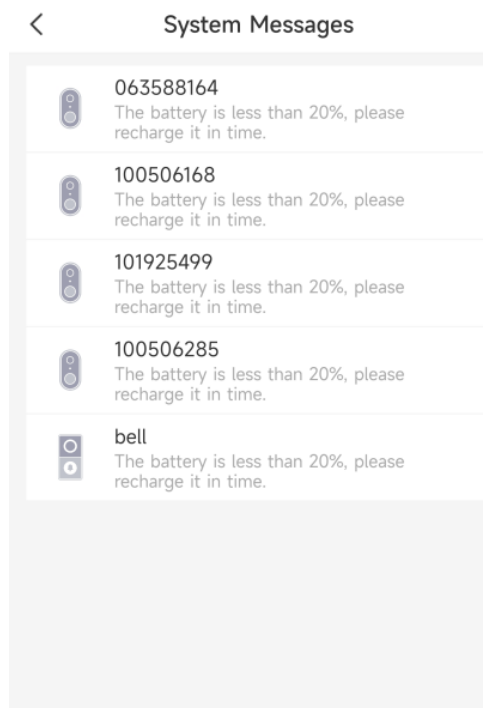 System Messages
063588164
The battery is less than 20%, please
recharge it in time.
100506168
The battery is less than 20%, please
recharge it in time.
101925499
The battery is less than 20%, please
recharge it in time.
100506285
The battery is less than 20%, please
recharge it in time.
bell
The battery is less than 20%, please
recharge it in time.